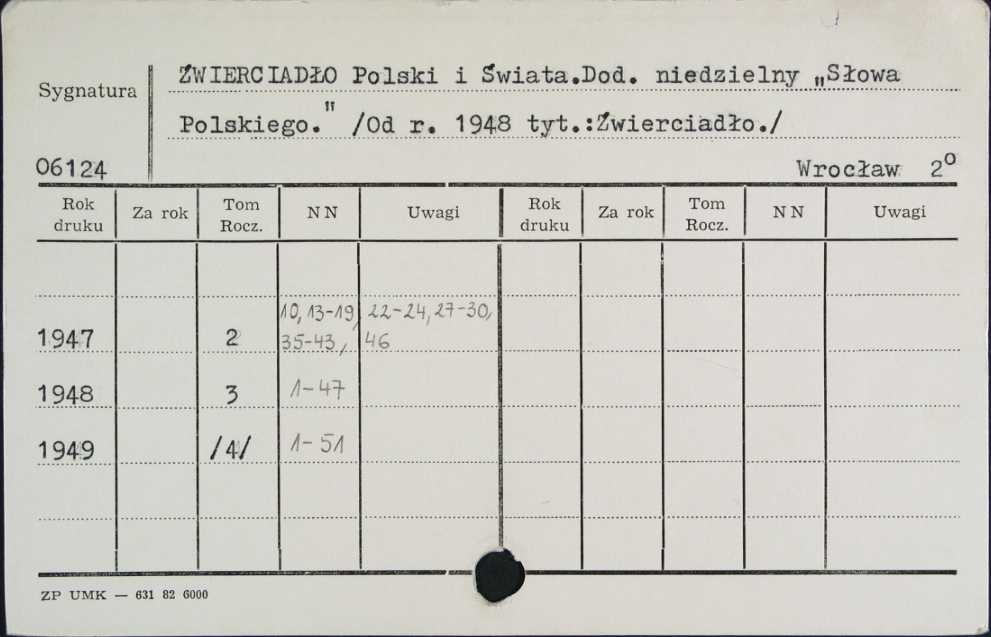 ŹWIERCIADŁO Polski i Świata.Dod. niedzielny „Słowa
Sygnatura
Polskiego." /Od r. 1948 tyt.:Źwierciadło./
06124 Wrocław 2°
Rok druku Za rok Tom Rocz. NN Uwagi Rok druku Za rok Tom Rocz. NN Uwagi
10, 13-19, 22-24, 27-30,
1947 2 35-43, 46
1948 3 1-47
1949 /4/ 1-51
ZP UMK — 631 82 6000